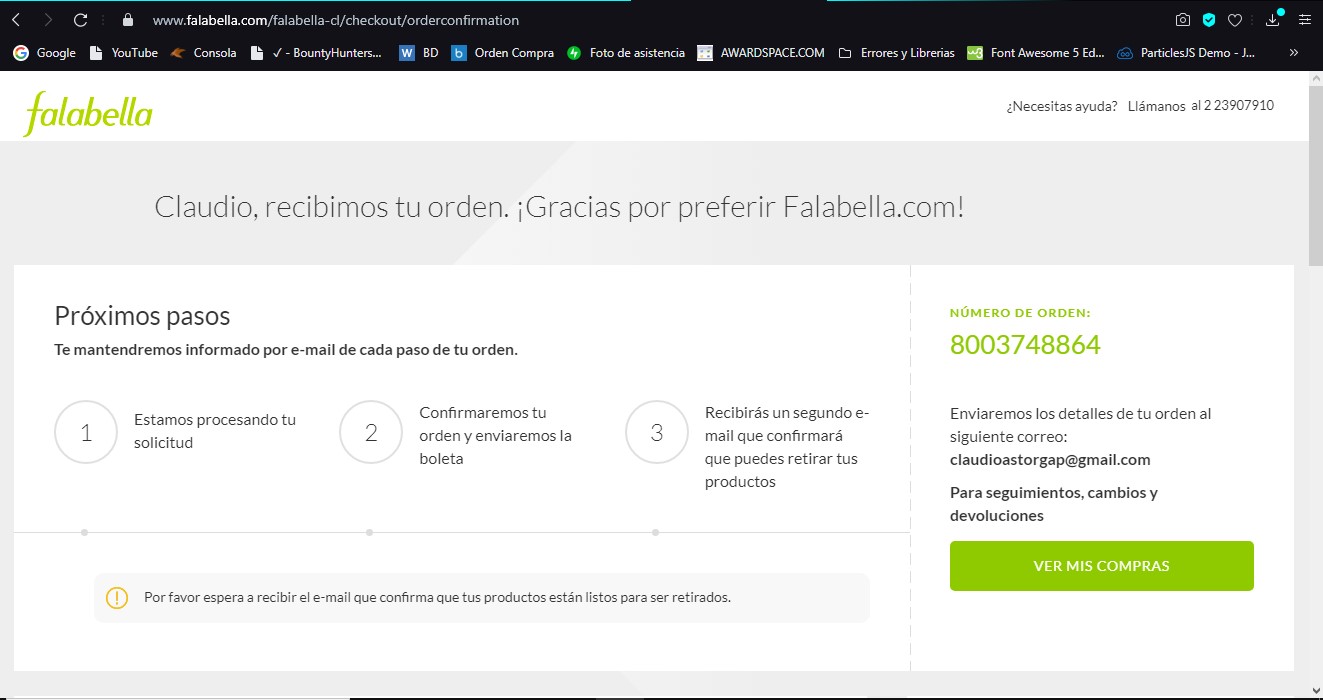 www.falabella.com/falabella-cl/checkout/orderconfirmation
Google YouTube Consola ✓ - BountyHunters... BD Orden Compra Foto de asistencia AWARDSPACE.COM Errores y Librerias Font Awesome 5 Ed... ParticlesJS Demo - J... »
falabella
¿Necesitas ayuda? Llámanos al 2 23907910
Claudio, recibimos tu orden. ¡Gracias por preferir Falabella.com!
Próximos pasos
Te mantendremos informado por e-mail de cada paso de tu orden.
1
Estamos procesando tu
solicitud
2
Confirmaremos tu
orden y enviaremos la
boleta
3
Recibirás un segundo e-
mail que confirmará
que puedes retirar tus
productos
Por favor espera a recibir el e-mail que confirma que tus productos están listos para ser retirados.
NÚMERO DE ORDEN:
8003748864
Enviaremos los detalles de tu orden al
siguiente correo:
claudioastorgap@gmail.com
Para seguimientos, cambios y
devoluciones
VER MIS COMPRAS